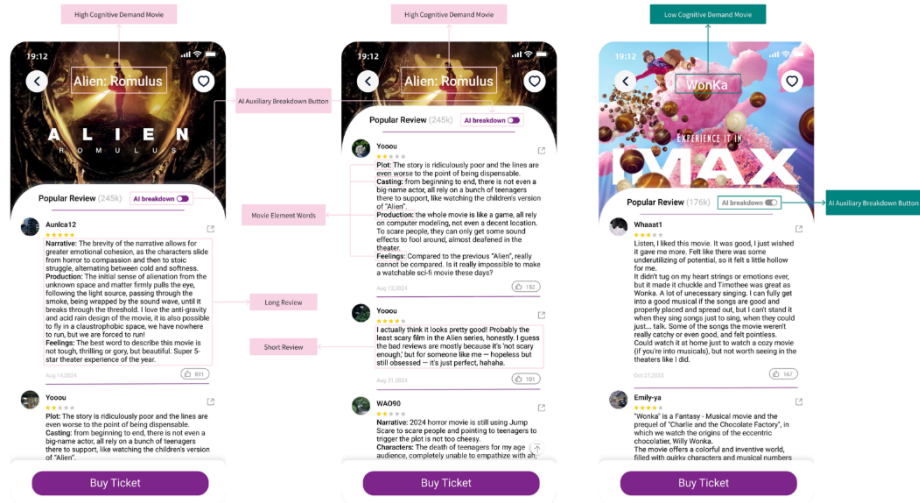 High Cognitive Demand Movie
High Cognitive Demand Movie
Low Cognitive Demand Movie
19:12
Alien: Romulus
A L I E N
R O M U L U S
Popular Review (245k)
AI breakdown
Aunlca12
Narrative: The brevity of the narrative allows for
greater emotional cohesion, as the characters slide
from horror to compassion and then to stoic
struggle, alternating between cold and softness.
Production: The initial sense of alienation from the
unknown space and matter firmly pulls the eye,
following the light source, passing through the
smoke, being wrapped by the sound wave, until it
breaks through the threshold. I love the anti-gravity
and acid rain design of the movie, it is also possible
to fly in a claustrophobic space, we have nowhere
to run, but we are forced to run!
Feelings: The best word to describe this movie is
not tough, thrilling or gory, but beautiful. Super 5-
star theater experience of the year.
Aug 14,2024
831
Yooou
Plot: The story is ridiculously poor and the lines are
even worse to the point of being dispensable.
Casting: from beginning to end, there is not even a
big-name actor, all rely on a bunch of teenagers
there to support, like watching the children's version
of "Alien".
Buy Ticket
AI Auxiliary Breakdown Button
Movie Element Words
Long Review
Short Review
19:12
Alien: Romulus
Popular Review (245k)
AI breakdown
Yooou
Plot: The story is ridiculously poor and the lines are
even worse to the point of being dispensable.
Casting: from beginning to end, there is not even a
big-name actor, all rely on a bunch of teenagers
there to support, like watching the children's version
of "Alien".
Production: the whole movie is like a game, all rely
on computer modeling, not even a decent location.
To scare people, they can only get some sound
effects to fool around, almost deafened in the
theater.
Feelings: Compared to the previous "Alien", really
cannot be compared. Is it really impossible to make
a watchable sci-fi movie these days?
Aug 13,2024
192
Yooou
I actually think it looks pretty good! Probably the
least scary film in the Alien series, honestly. I guess
the bad reviews are mostly because it's 'not scary
enough,' but for someone like me — hopeless but
still obsessed — it's just perfect, hahaha.
Aug 31,2024
191
WAO90
Narrative: 2024 horror movie is still using Jump
Scare to scare people and pointing to teenagers to
trigger the plot is not too cheesy.
Characters: The death of teenagers for my age
audience, completely unable to empathize with ah,
Buy Ticket
19:12
WonKa
EXPERIENCE IT IN
IMAX
Popular Review (176k)
AI breakdown
AI Auxiliary Breakdown Button
Whaaat1
Listen, I liked this movie. It was good, I just wished
it gave me more. Felt like there was some
underutilizing of potential, so it felt a little hollow
for me.
It didn't tug on my heart strings or emotions ever,
but it made it chuckle and Timothee was great as
Wonka. A lot of unecessary singing. I can fully get
into a good musical if the songs are good and
properly placed and spread out, but I can't stand it
when they sing songs just to sing, when they could
just... talk. Some of the songs the movie weren't
really catchy or even good, and felt pointless.
Could watch it at home just to watch a cozy movie
(if you're into musicals), but not worth seeing in the
theaters like I did.
Oct 21,2023
167
Emily-ya
"Wonka" is a Fantasy - Musical movie and the
prequel of "Charlie and the Chocolate Factory", in
which we watch the origins of the eccentric
chocolatier, Willy Wonka.
The movie offers a colorful and inventive world,
filled with quirky characters and musical numbers
Buy Ticket